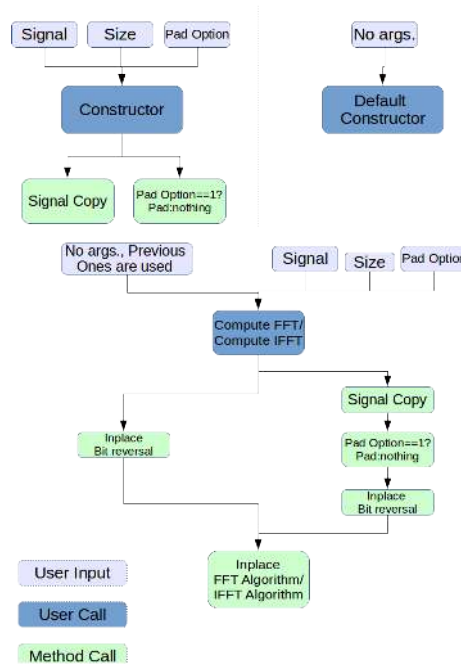 Signal
Size
Pad Option
No args.
Constructor
Default
Constructor
Signal Copy
Pad Option==1?
Pad:nothing
No args., Previous
Ones are used
Signal
Size
Pad Option
Compute FFT/
Compute IFFT
Signal Copy
Inplace
Bit reversal
Pad Option==1?
Pad:nothing
Inplace
Bit reversal
Inplace
FFT Algorithm/
IFFT Algorithm
User Input
User Call
Method Call